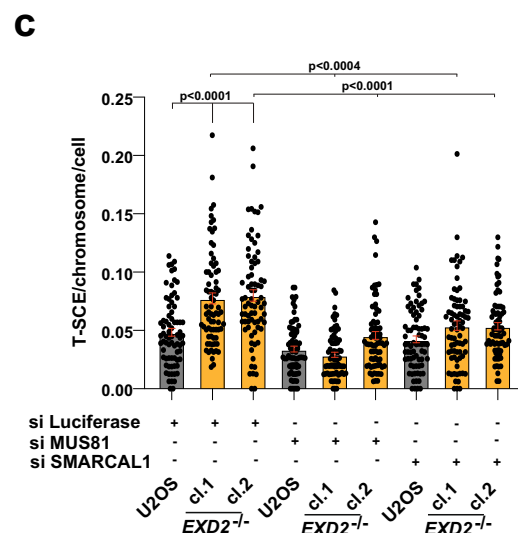 c
p<0.0004
p<0.0001
p<0.0001
T-SCE/chromosome/cell
0.25
0.20
0.15
0.10
0.05
0.00
si Luciferase + + + - - - - - -
si MUS81 - - - + + + - - -
si SMARCAL1 - - - - - - + + +
U2OS cl.1 cl.2 U2OS cl.1 cl.2 U2OS cl.1 cl.2
EXD2-/- EXD2-/- EXD2-/-